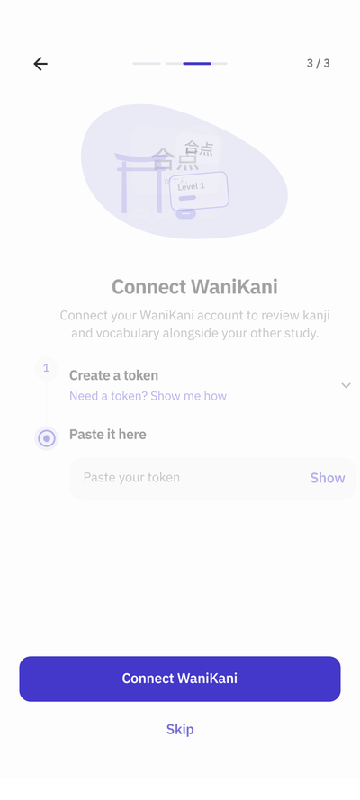 3 / 3
合点
合点
Level 1
Connect WaniKani
Connect your WaniKani account to review kanji
and vocabulary alongside your other study.
1
Create a token
Need a token? Show me how
Paste it here
Paste your token
Show
Connect WaniKani
Skip